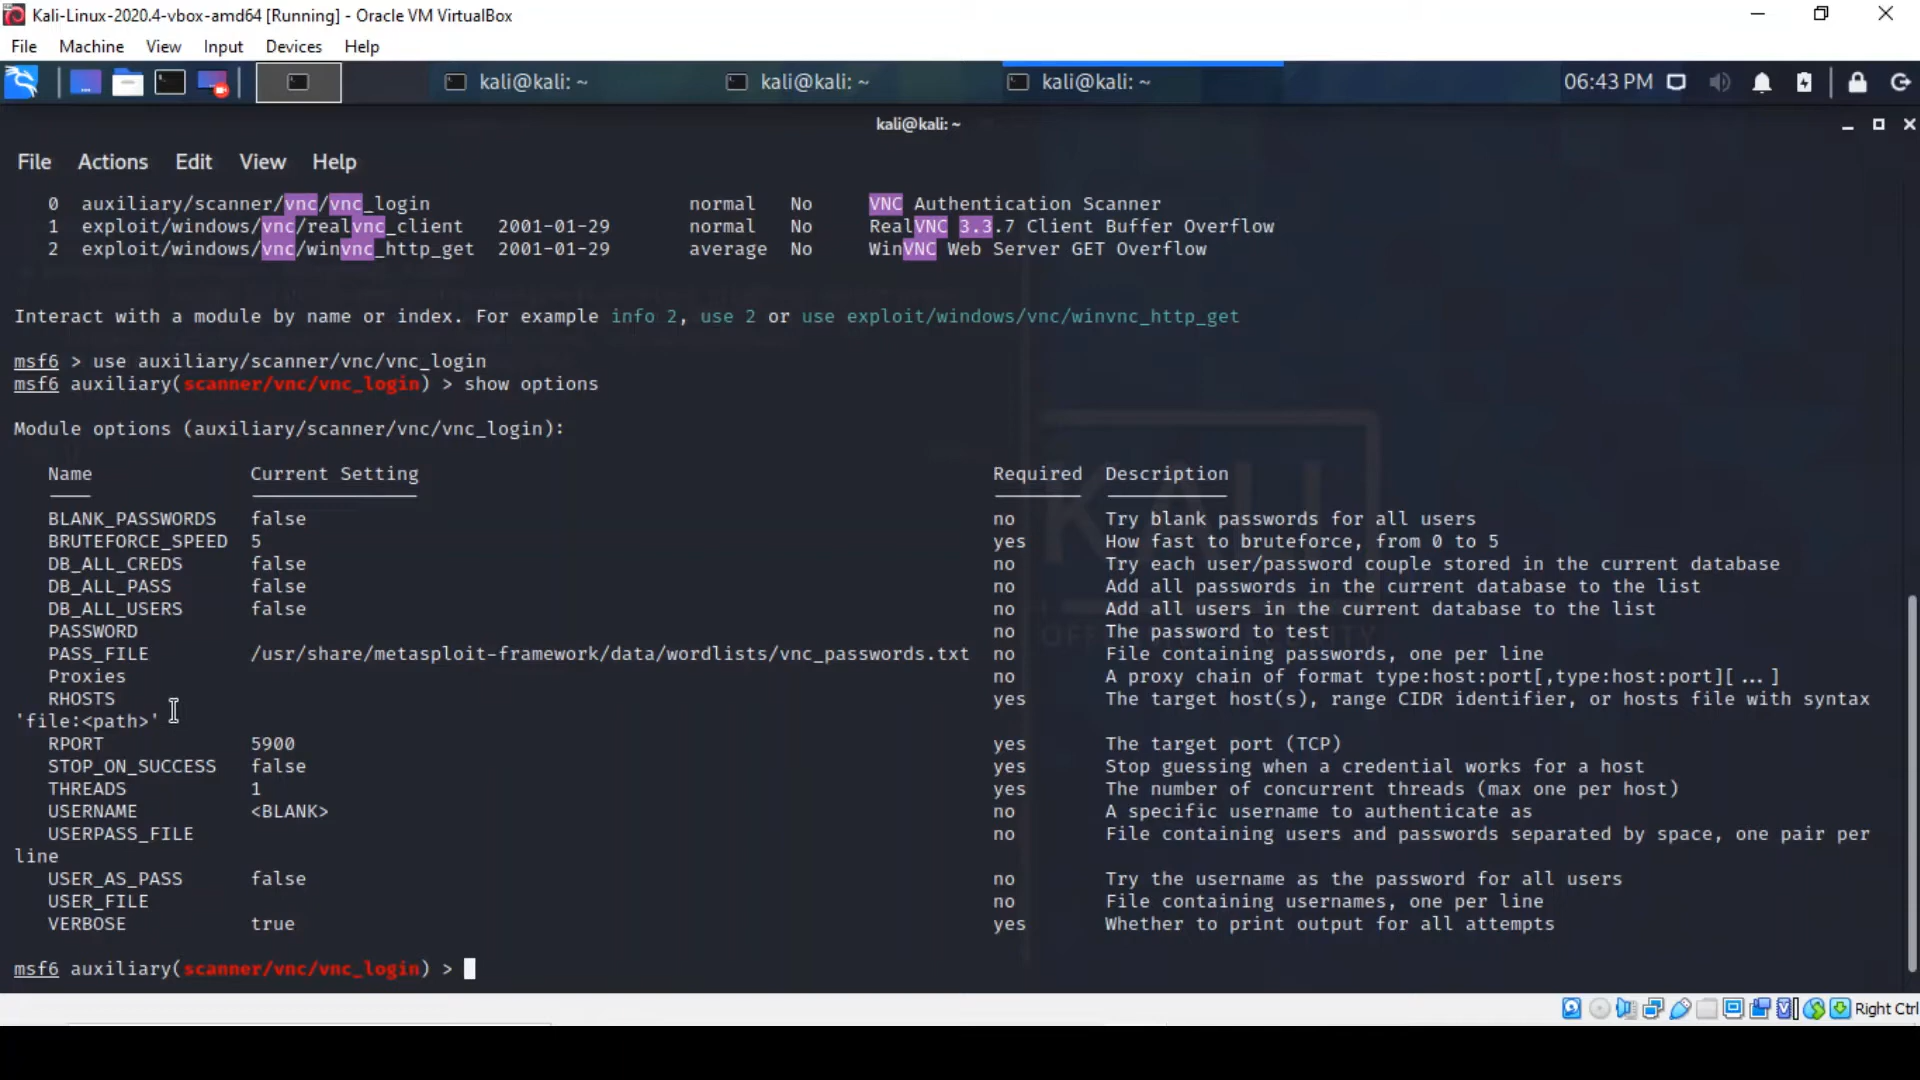 Kali-Linux-2020.4-vbox-amd64 [Running] - Oracle VM VirtualBox
File Machine View Input Devices Help
kali@kali: ~ kali@kali: ~ kali@kali: ~ 06:43 PM
kali@kali: ~
File Actions Edit View Help
0 auxiliary/scanner/vnc/vnc_login normal No VNC Authentication Scanner
1 exploit/windows/vnc/realvnc_client 2001-01-29 normal No RealVNC 3.3.7 Client Buffer Overflow
2 exploit/windows/vnc/winvnc_http_get 2001-01-29 average No WinVNC Web Server GET Overflow
Interact with a module by name or index. For example info 2, use 2 or use exploit/windows/vnc/winvnc_http_get
msf6 > use auxiliary/scanner/vnc/vnc_login
msf6 auxiliary(scanner/vnc/vnc_login) > show options
Module options (auxiliary/scanner/vnc/vnc_login):
Name Current Setting Required Description
BLANK_PASSWORDS false no Try blank passwords for all users
BRUTEFORCE_SPEED 5 yes How fast to bruteforce, from 0 to 5
DB_ALL_CREDS false no Try each user/password couple stored in the current database
DB_ALL_PASS false no Add all passwords in the current database to the list
DB_ALL_USERS false no Add all users in the current database to the list
PASSWORD no The password to test
PASS_FILE /usr/share/metasploit-framework/data/wordlists/vnc_passwords.txt no File containing passwords, one per line
Proxies no A proxy chain of format type:host:port[,type:host:port][ ... ]
RHOSTS yes The target host(s), range CIDR identifier, or hosts file with syntax
'file:<path>'
RPORT 5900 yes The target port (TCP)
STOP_ON_SUCCESS false yes Stop guessing when a credential works for a host
THREADS 1 yes The number of concurrent threads (max one per host)
USERNAME <BLANK> no A specific username to authenticate as
USERPASS_FILE no File containing users and passwords separated by space, one pair per
line
USER_AS_PASS false no Try the username as the password for all users
USER_FILE no File containing usernames, one per line
VERBOSE true yes Whether to print output for all attempts
msf6 auxiliary(scanner/vnc/vnc_login) >
Right Ctrl